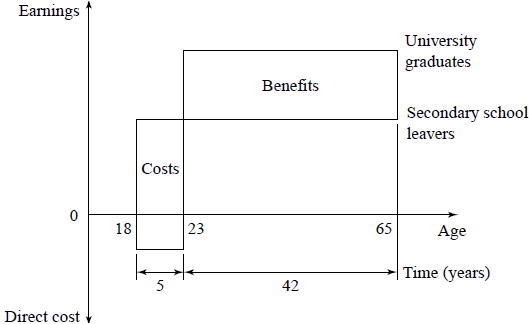 Earnings
University
graduates
Benefits
Secondary school
leavers
Costs
0
18
23
65
Age
Time (years)
5
42
Direct cost